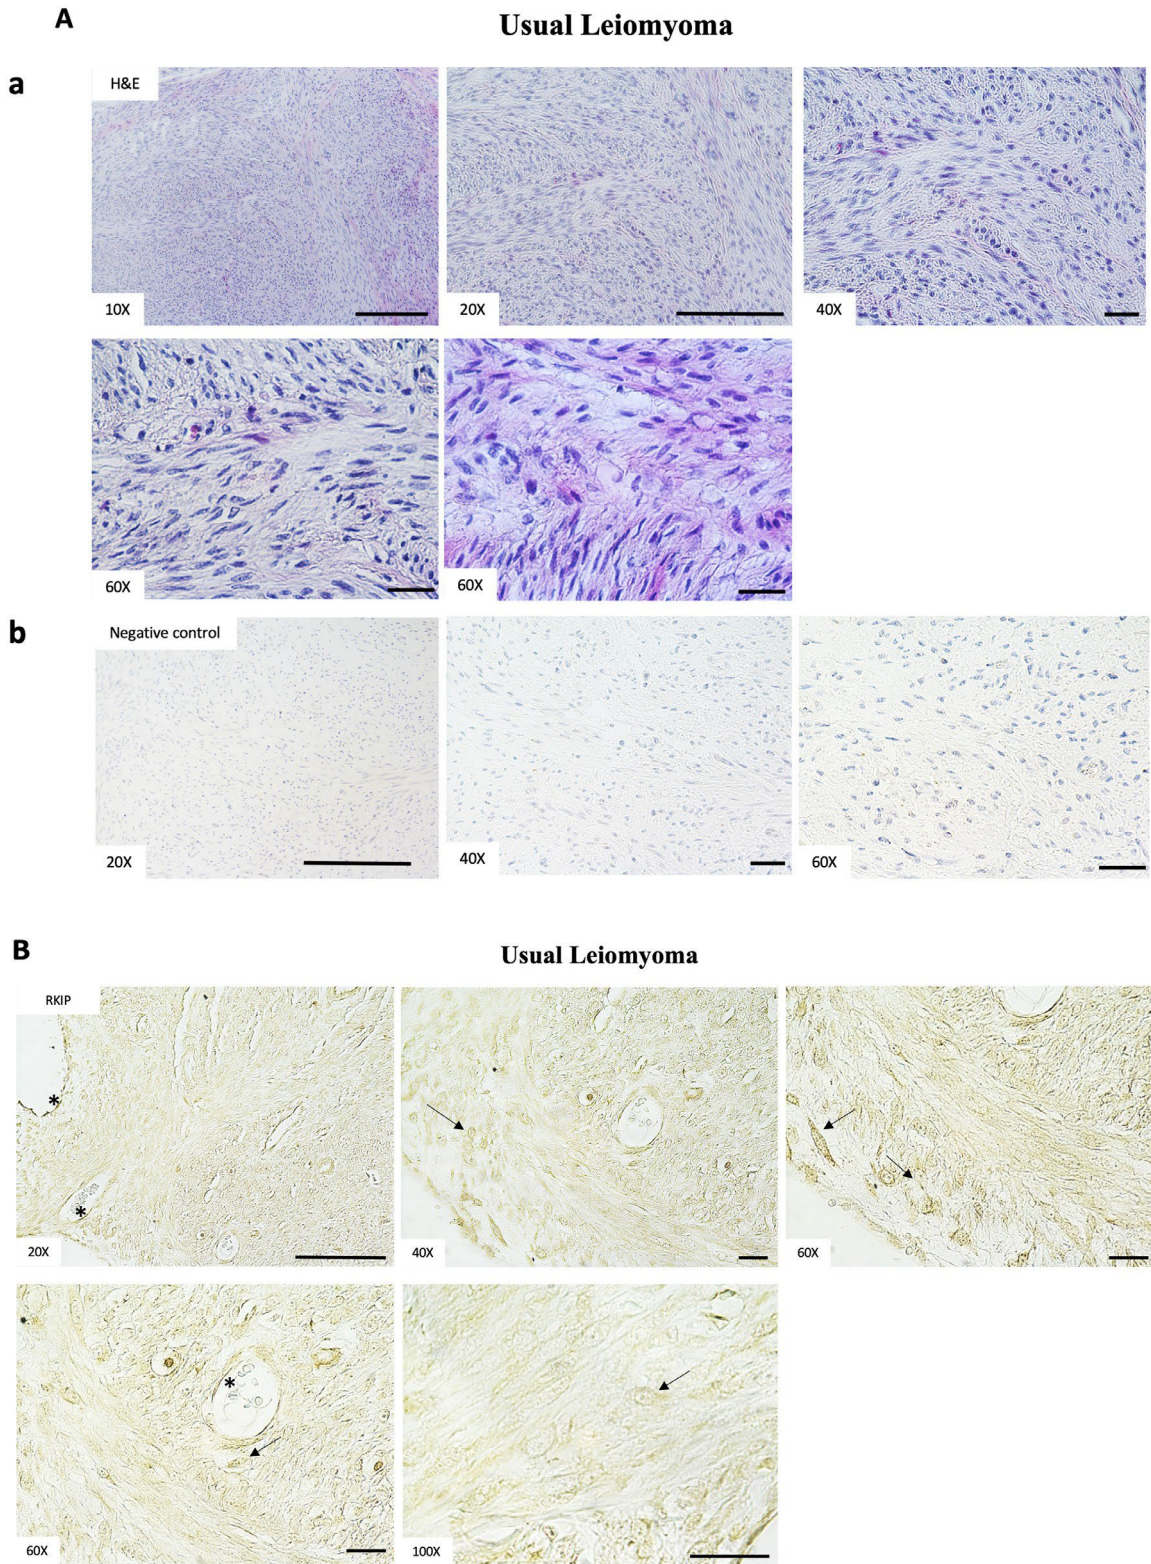 A
Usual Leiomyoma
a
H&E
10X
20X
40X
60X
60X
b
Negative control
20X
40X
60X
B
Usual Leiomyoma
RKIP
*
*
20X
40X
60X
*
60X
100X